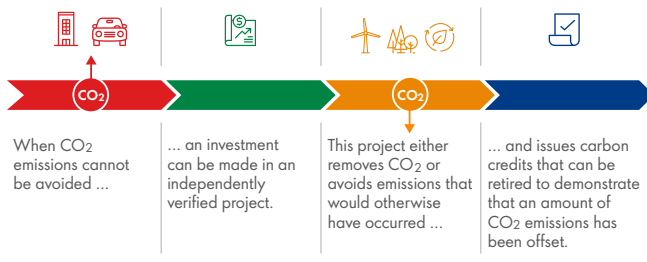 CO2
CO2
When CO2
emissions cannot
be avoided ...
... an investment
can be made in an
independently
verified project.
This project either
removes CO2 or
avoids emissions that
would otherwise
have occurred ...
... and issues carbon
credits that can be
retired to demonstrate
that an amount of
CO2 emissions has
been offset.